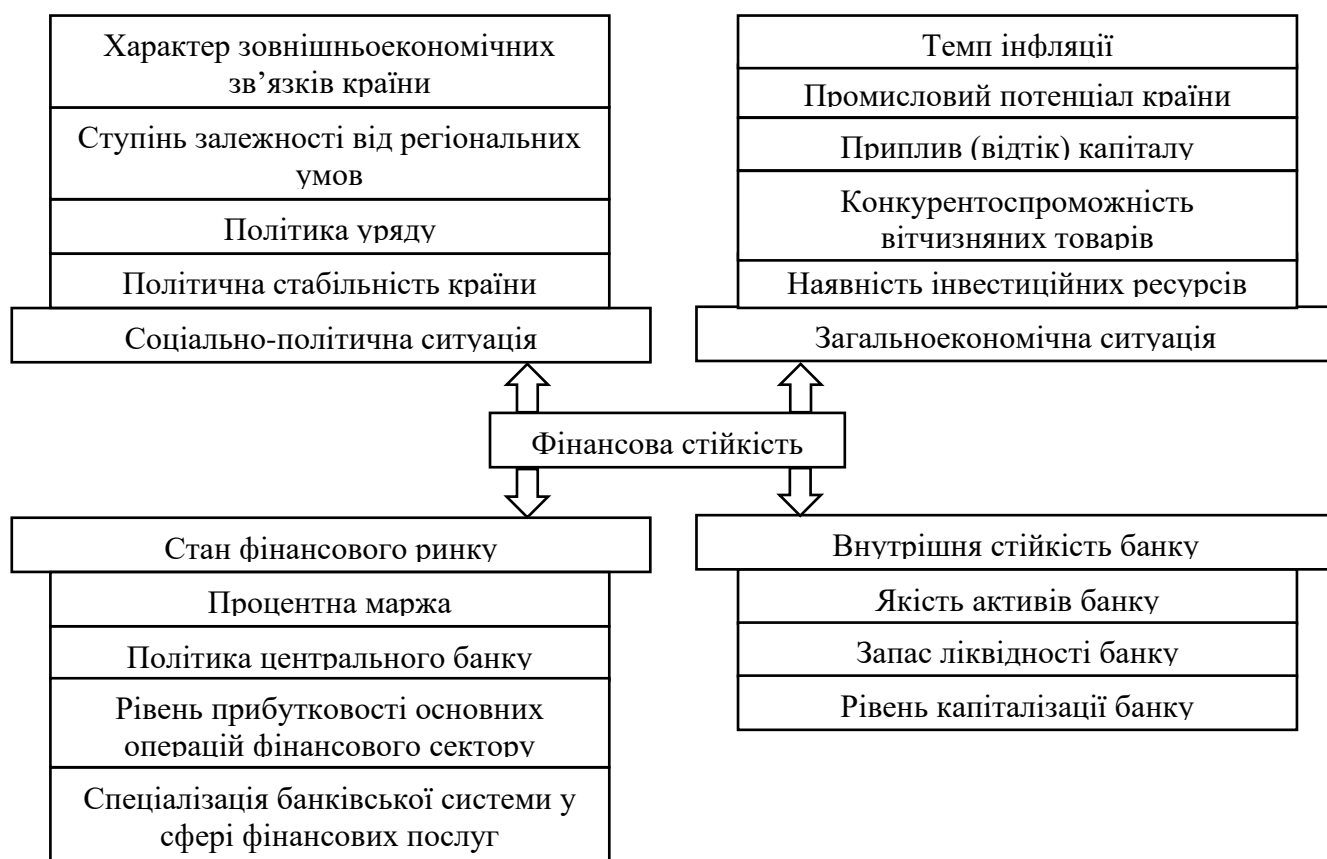 Характер зовнішньоекономічних
зв’язків країни
Ступінь залежності від регіональних
умов
Політика уряду
Політична стабільність країни
Соціально-політична ситуація
Темп інфляції
Промисловий потенціал країни
Приплив (відтік) капіталу
Конкурентоспроможність
вітчизняних товарів
Наявність інвестиційних ресурсів
Загальноекономічна ситуація
Фінансова стійкість
Стан фінансового ринку
Процентна маржа
Політика центрального банку
Рівень прибутковості основних
операцій фінансового сектору
Спеціалізація банківської системи у
сфері фінансових послуг
Внутрішня стійкість банку
Якість активів банку
Запас ліквідності банку
Рівень капіталізації банку